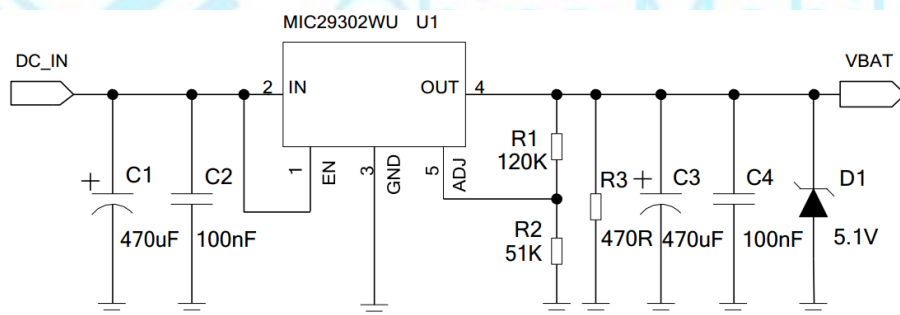 MIC29302WU U1
DC_IN
VBAT
2
IN
OUT
4
1
EN
3
GND
5
ADJ
R1
120K
C1
C2
R3
C3
C4
D1
+
+
R2
51K
470uF
100nF
470R
470uF
100nF
5.1V